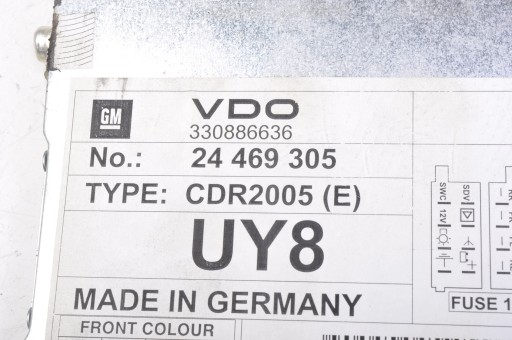 GM VDO
330886636
No.: 24 469 305
TYPE: CDR2005 (E)
UY8
MADE IN GERMANY
FRONT COLOUR
SWC 12V
SDV
FUSE 1